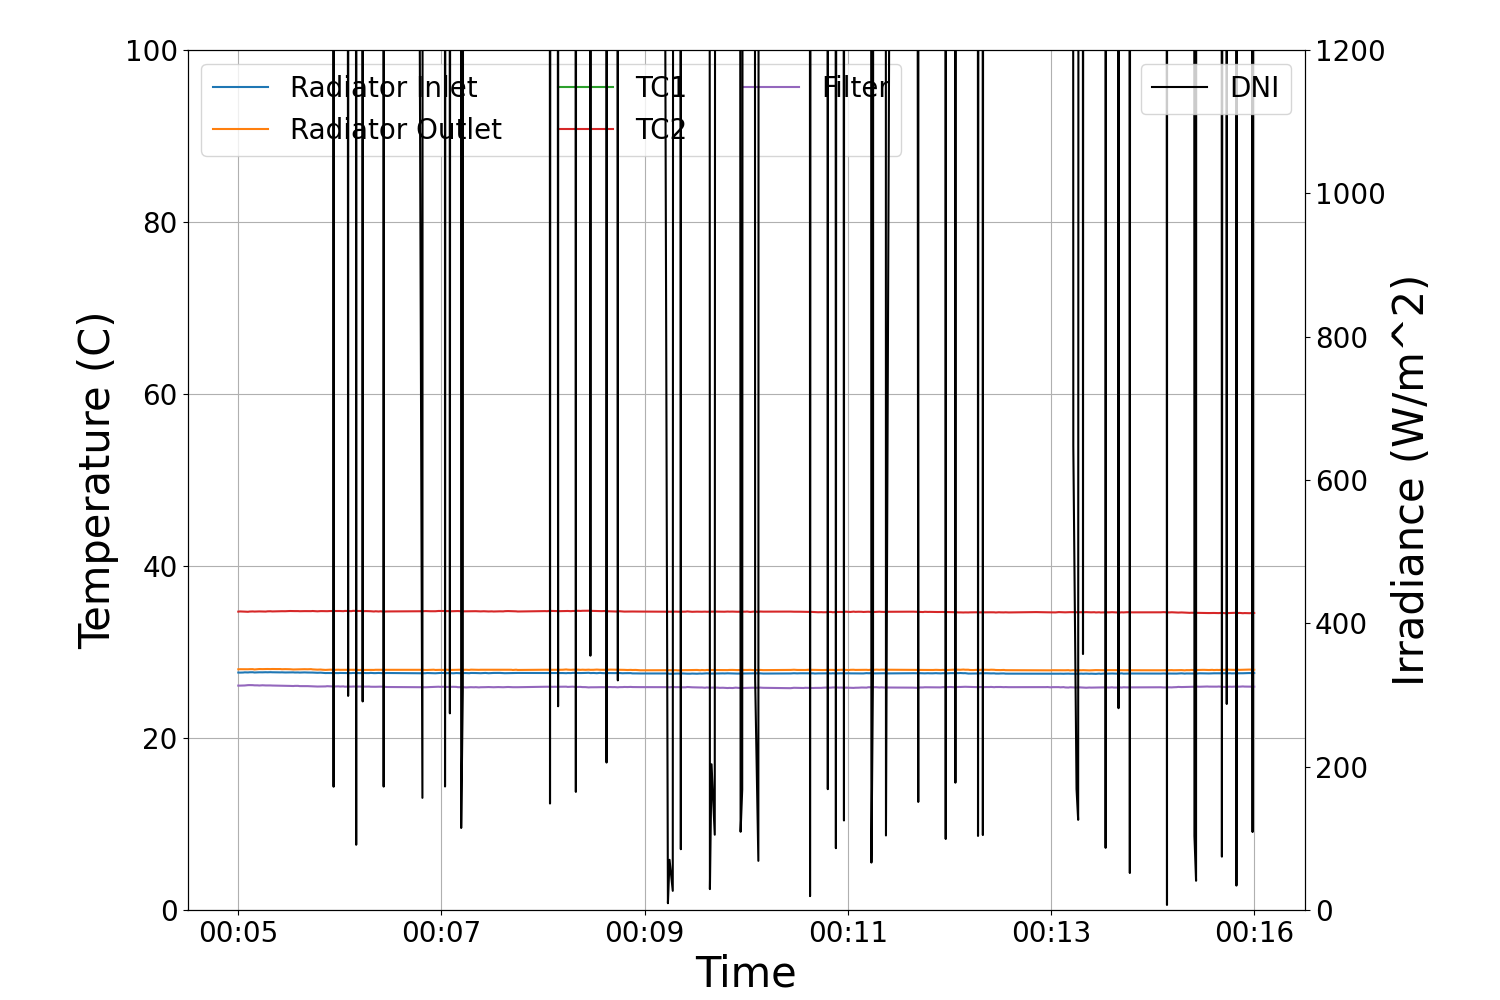 Radiator Inlet
Radiator Outlet
TC1
TC2
Filter
DNI
Temperature (C)
100
80
60
40
20
0
1200
1000
800
600
400
200
0
Irradiance (W/m^2)
00:05 00:07 00:09 00:11 00:13 00:16
Time